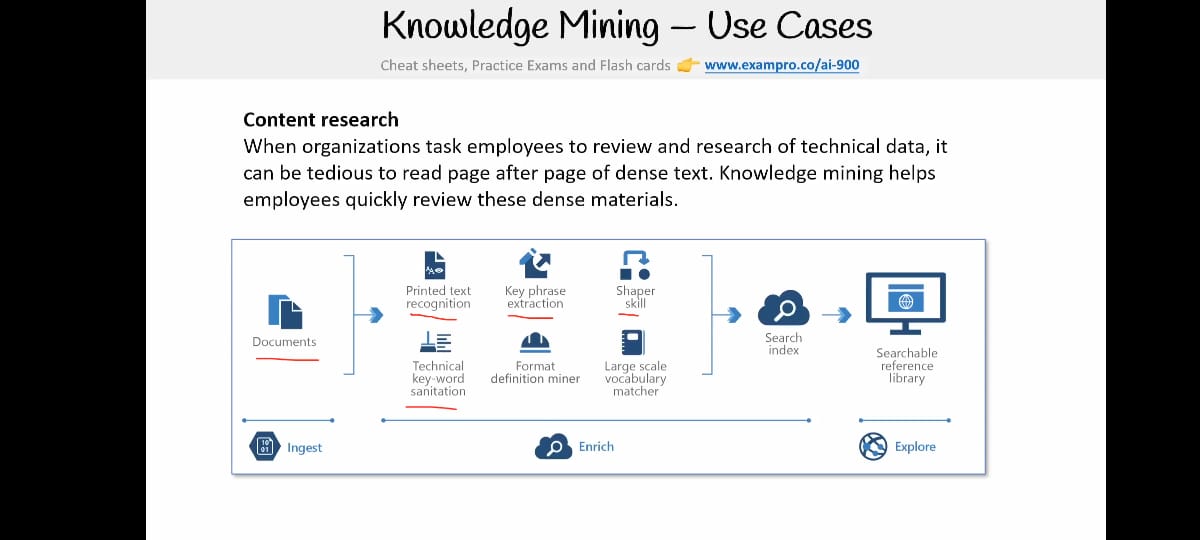 Knowledge Mining – Use Cases
Cheat sheets, Practice Exams and Flash cards 👉 www.exampro.co/ai-900
Content research
When organizations task employees to review and research of technical data, it
can be tedious to read page after page of dense text. Knowledge mining helps
employees quickly review these dense materials.
Documents
Printed text
recognition
Key phrase
extraction
Shaper
skill
Technical
key-word
sanitation
Format
definition miner
Large scale
vocabulary
matcher
Search
index
Searchable
reference
library
Ingest
Enrich
Explore